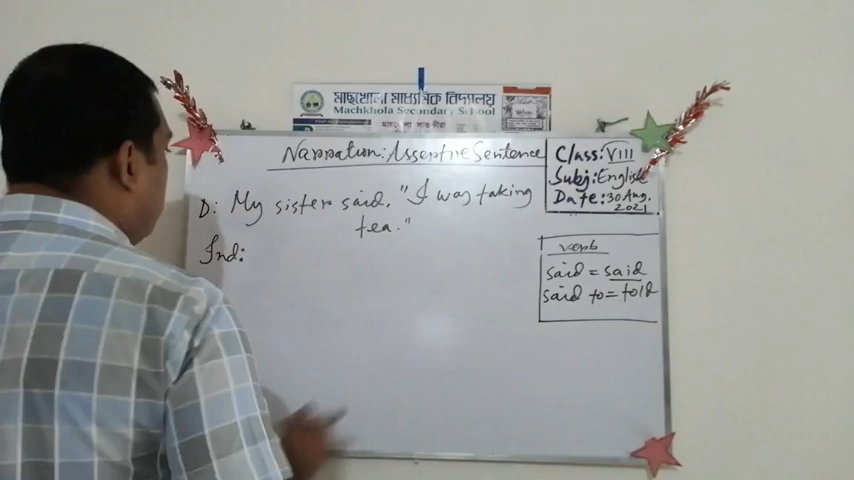 মাছখোলা মাধ্যমিক বিদ্যালয়
Machkhola Secondary School
Narration: Assertive Sentence
Class: VIII
Subj: English
Date: 30 Aug. 2021
D: My sister said, "I was taking tea."
Ind:
verb
said = said
said to = told